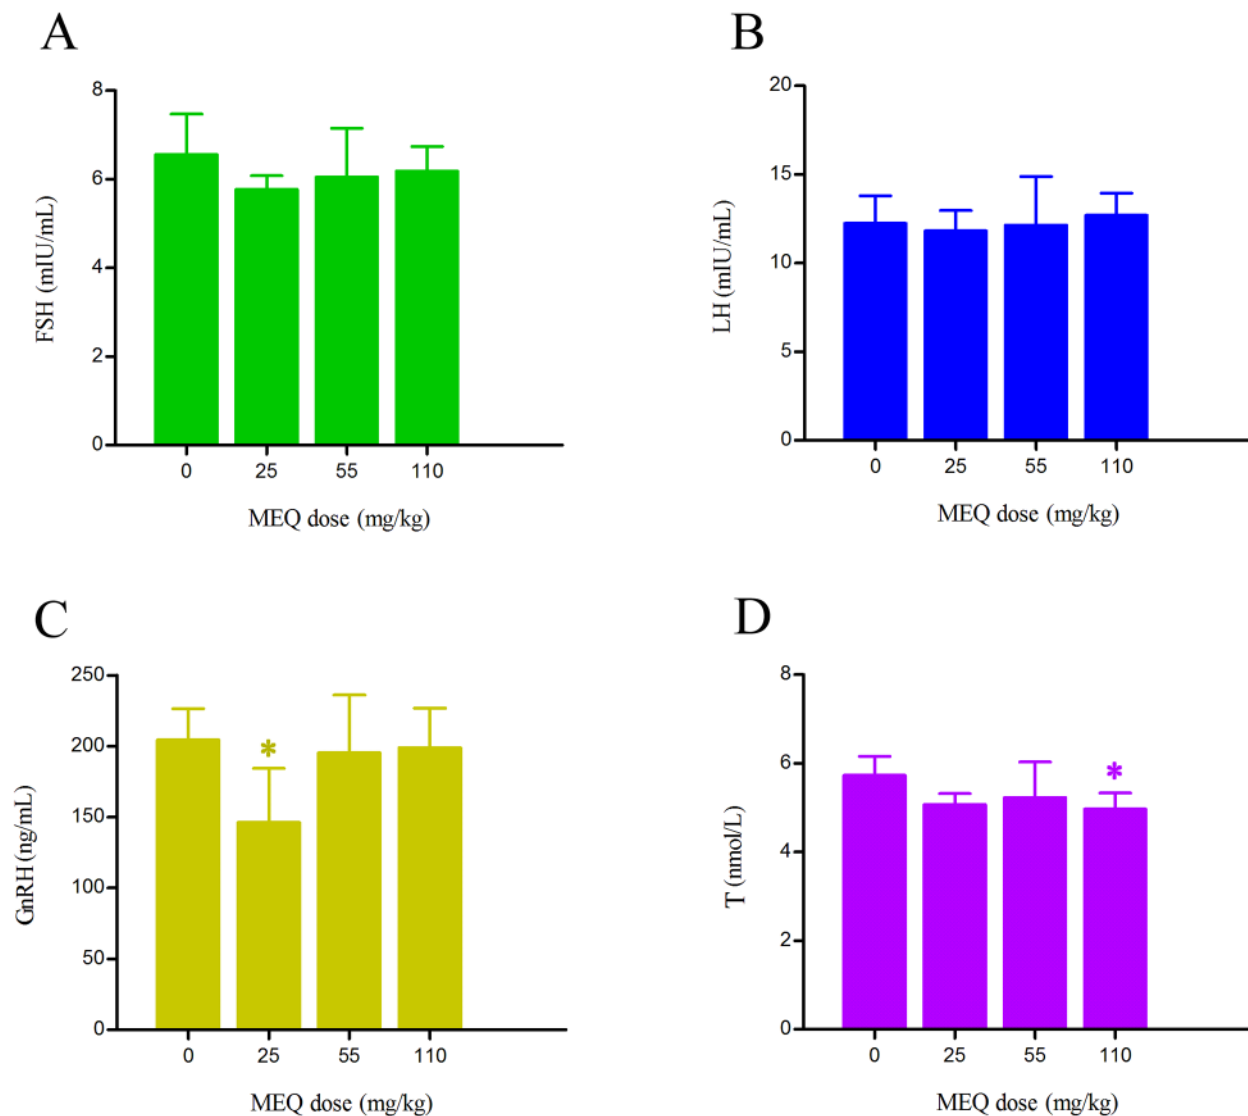 A
8
6
4
2
0
FSH (mIU/mL)
0 25 55 110
MEQ dose (mg/kg)
B
20
15
10
5
0
LH (mIU/mL)
0 25 55 110
MEQ dose (mg/kg)
C
250
200
150
100
50
0
GnRH (ng/mL)
*
0 25 55 110
MEQ dose (mg/kg)
D
8
6
4
2
0
T (nmol/L)
*
0 25 55 110
MEQ dose (mg/kg)